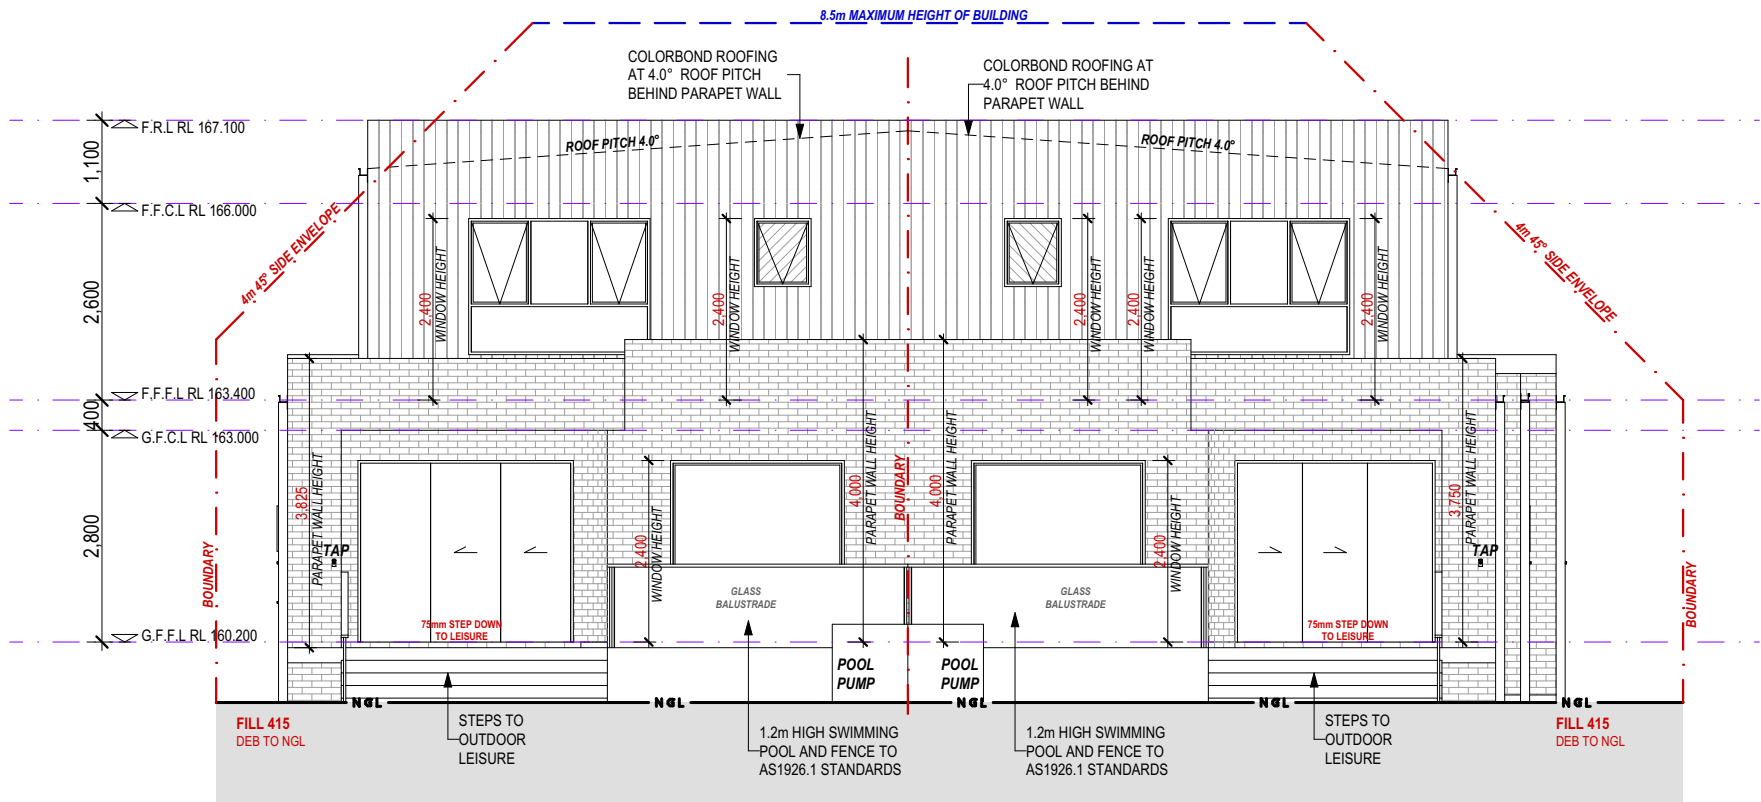 8.5m MAXIMUM HEIGHT OF BUILDING
COLORBOND ROOFING
AT 4.0° ROOF PITCH
BEHIND PARAPET WALL
COLORBOND ROOFING AT
4.0° ROOF PITCH BEHIND
PARAPET WALL
F.R.L RL 167.100
1,100
ROOF PITCH 4.0°
ROOF PITCH 4.0°
F.F.C.L RL 166.000
4m 45° SIDE ENVELOPE
4m 45° SIDE ENVELOPE
2,600
2,400
WINDOW HEIGHT
2,400
WINDOW HEIGHT
2,400
WINDOW HEIGHT
2,400
WINDOW HEIGHT
2,400
WINDOW HEIGHT
F.F.F.L RL 163.400
400
G.F.C.L RL 163.000
2,800
3,825
PARAPET WALL HEIGHT
4,000
PARAPET WALL HEIGHT
BOUNDARY
4,000
PARAPET WALL HEIGHT
3,750
PARAPET WALL HEIGHT
2,400
WINDOW HEIGHT
2,400
WINDOW HEIGHT
TAP
TAP
BOUNDARY
BOUNDARY
GLASS
BALUSTRADE
GLASS
BALUSTRADE
75mm STEP DOWN
TO LEISURE
75mm STEP DOWN
TO LEISURE
G.F.F.L RL 160.200
POOL
PUMP
POOL
PUMP
NGL
NGL
NGL
NGL
NGL
FILL 415
DEB TO NGL
STEPS TO
OUTDOOR
LEISURE
1.2m HIGH SWIMMING
POOL AND FENCE TO
AS1926.1 STANDARDS
1.2m HIGH SWIMMING
POOL AND FENCE TO
AS1926.1 STANDARDS
STEPS TO
OUTDOOR
LEISURE
FILL 415
DEB TO NGL